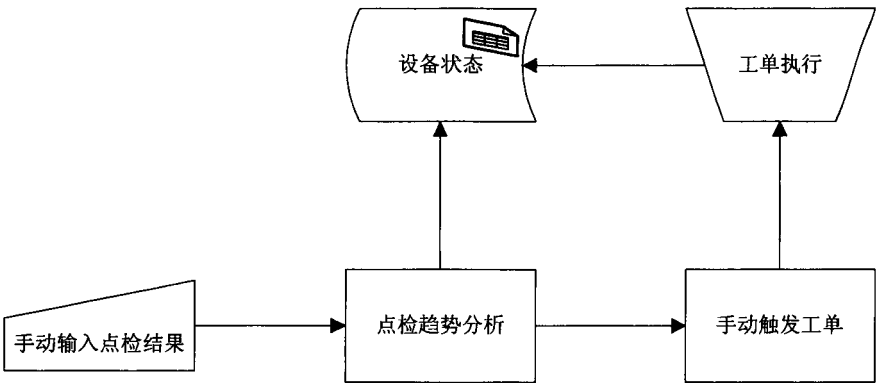 设备状态
工单执行
手动输入点检结果
点检趋势分析
手动触发工单